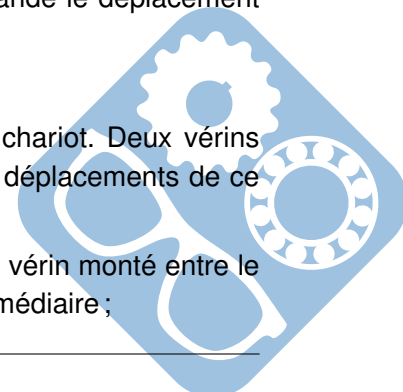 ande le déplacement
chariot. Deux vérins
déplacements de ce
vérin monté entre le
médiaire ;